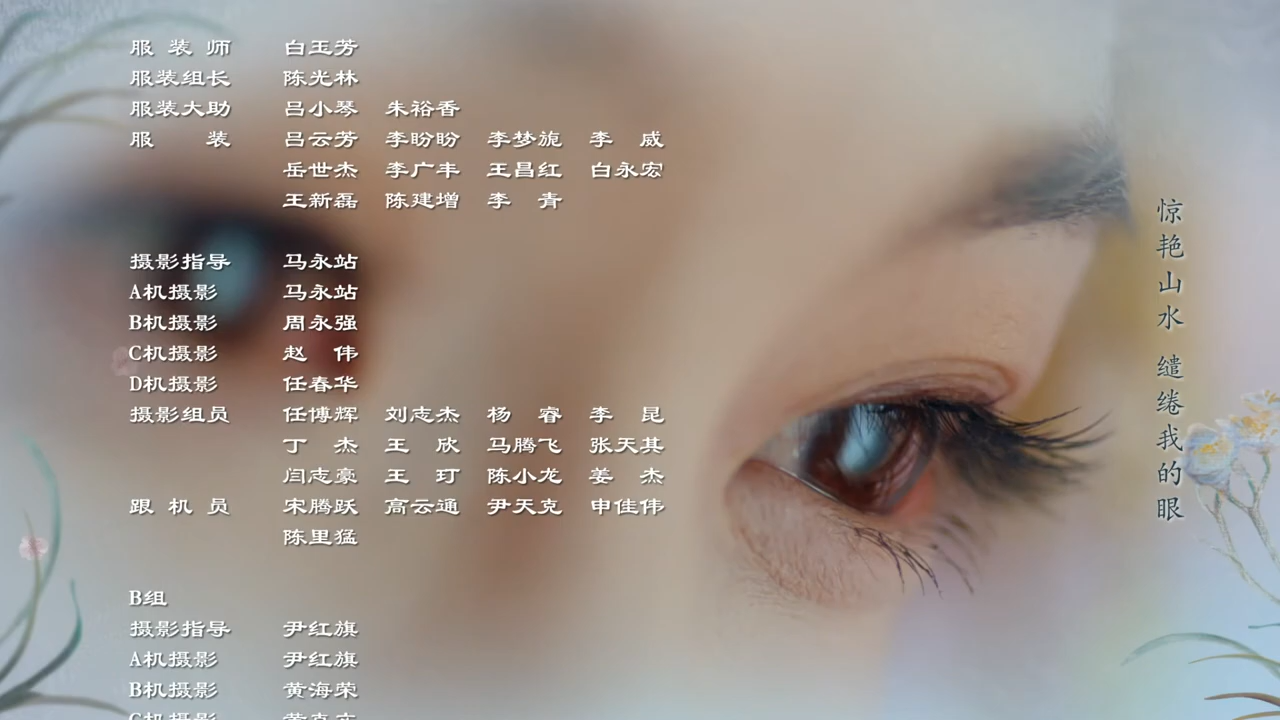 服装师 白玉芳
服装组长 陈光林
服装大助 吕小琴 朱裕香
服装 吕云芳 李盼盼 李梦旎 李威
岳世杰 李广丰 王昌红 白永宏
王新磊 陈建增 李青
摄影指导 马永站
A机摄影 马永站
B机摄影 周永强
C机摄影 赵伟
D机摄影 任春华
摄影组员 任博辉 刘志杰 杨睿 李昆
丁杰 王欣 马腾飞 张天其
闫志豪 王玎 陈小龙 姜杰
跟机员 宋腾跃 高云通 尹天克 申佳伟
陈里猛
B组
摄影指导 尹红旗
A机摄影 尹红旗
B机摄影 黄海荣
C机摄影
惊艳山水 缱绻我的眼